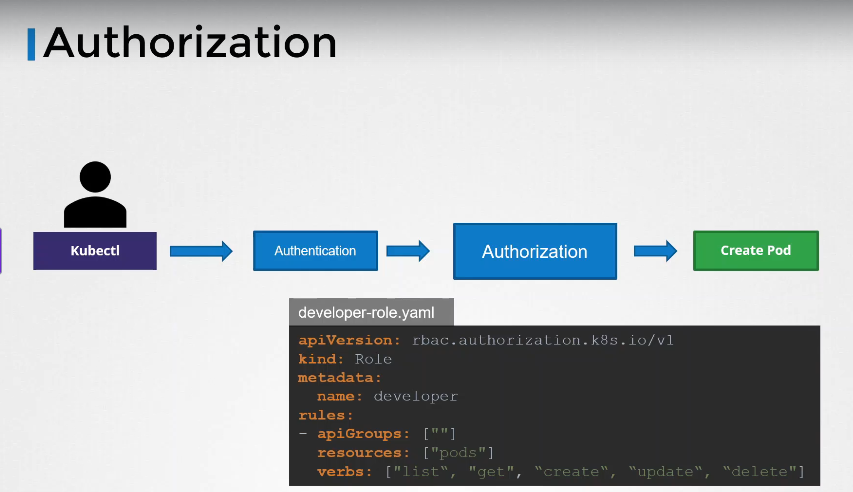 Authorization
Kubectl
Authentication
Authorization
Create Pod
developer-role.yaml
apiVersion: rbac.authorization.k8s.io/v1
kind: Role
metadata:
  name: developer
rules:
- apiGroups: [""]
  resources: ["pods"]
  verbs: ["list“, "get", “create“, “update“, “delete"]